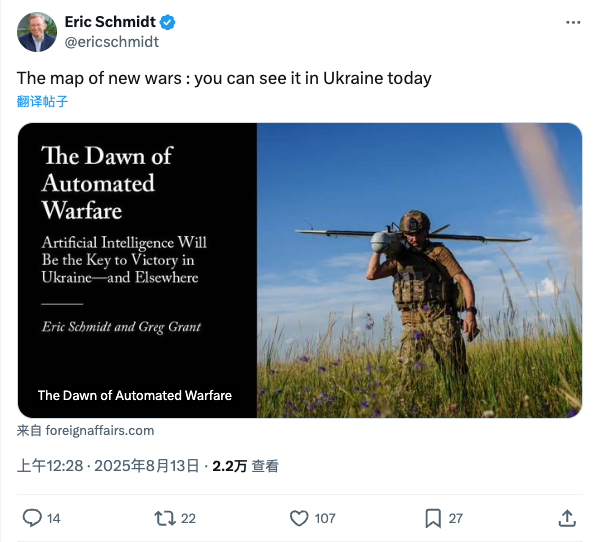 Eric Schmidt
@ericschmidt
The map of new wars : you can see it in Ukraine today
翻译帖子
The Dawn of
Automated
Warfare
Artificial Intelligence Will
Be the Key to Victory in
Ukraine—and Elsewhere
Eric Schmidt and Greg Grant
The Dawn of Automated Warfare
来自 foreignaffairs.com
上午12:28 · 2025年8月13日 · 2.2万 查看
14 22 107 27